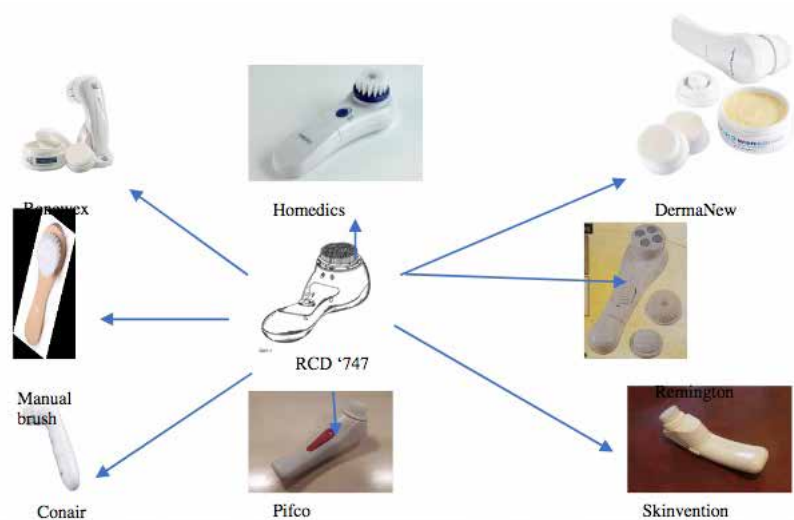 Homedics
DermaNew
RCD ‘747
Manual
brush
Remington
Conair
Pifco
Skinvention